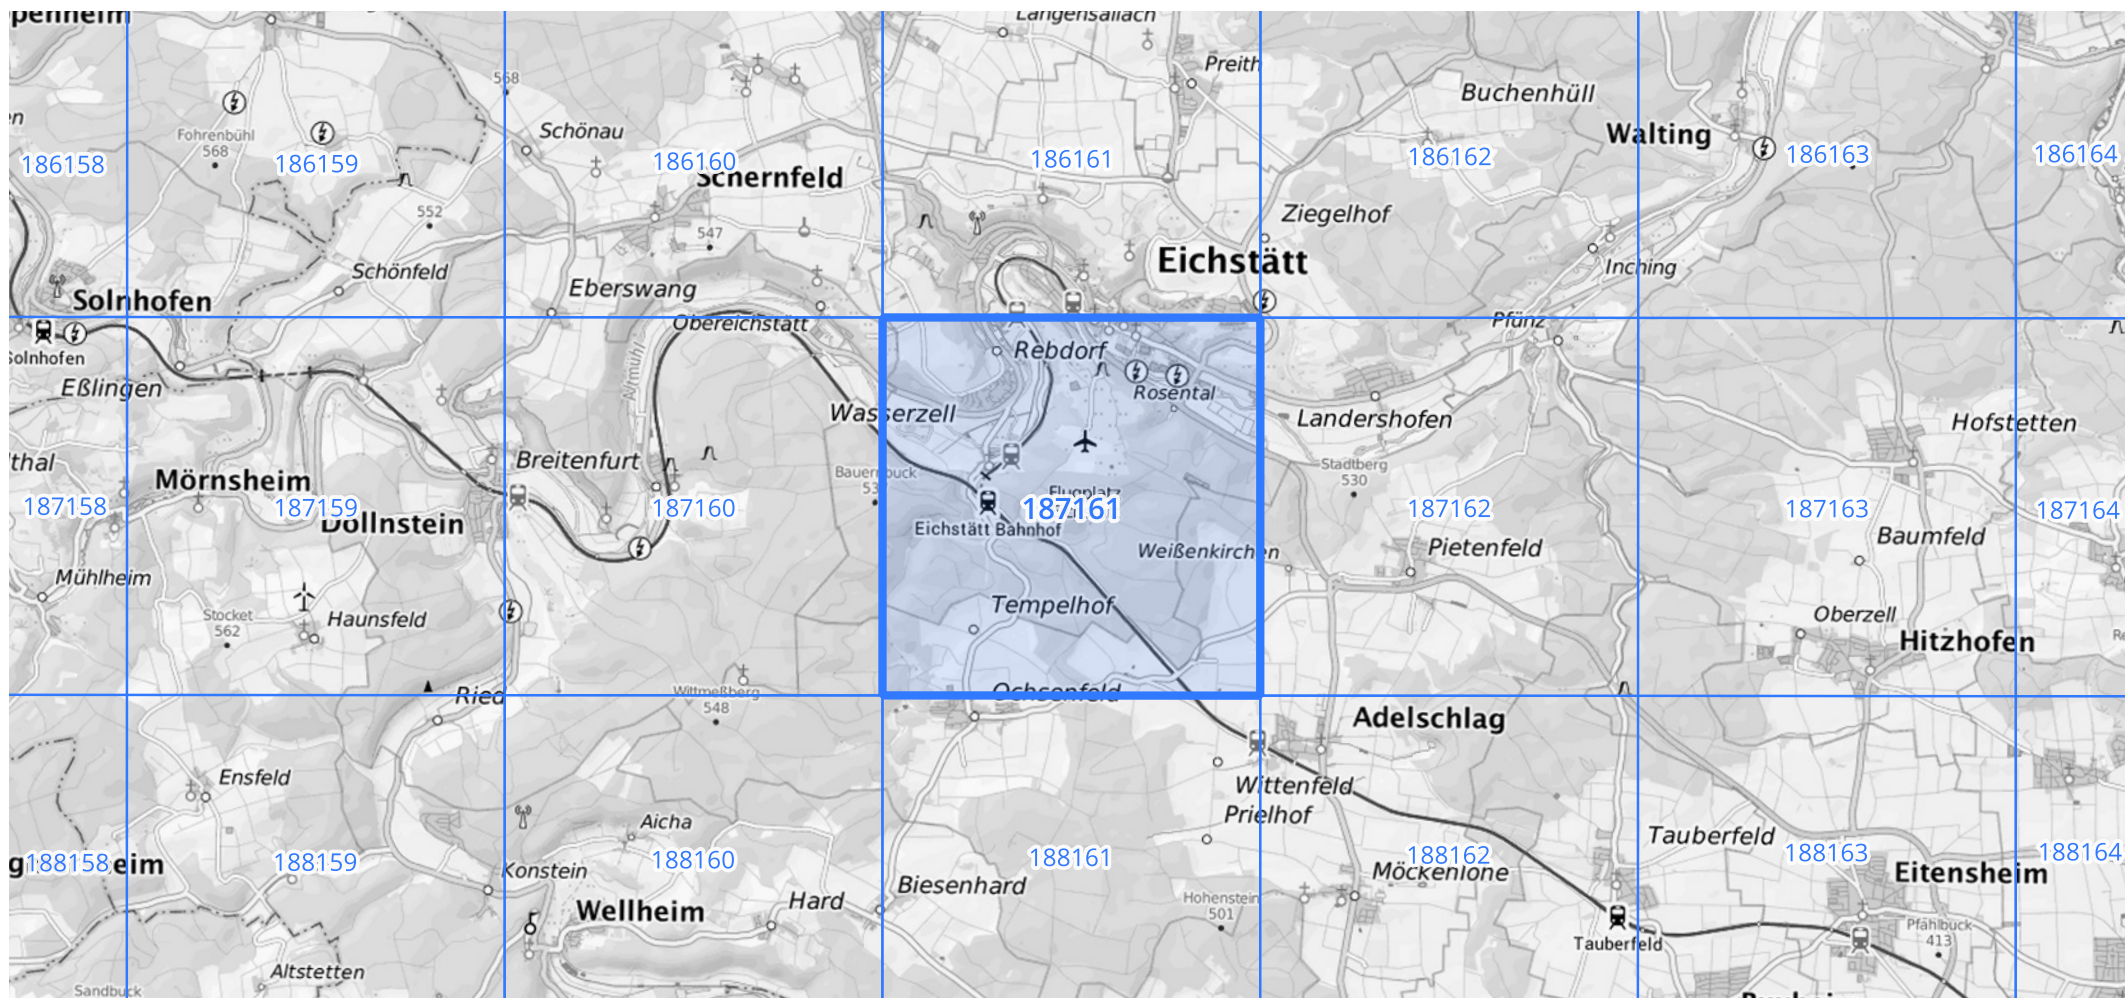 Langensallach
Preith
Buchenhüll
568
Schönau
Fohrenbühl
568
Walting
186158
186159
186160
186161
186162
186163
186164
Schernfeld
552
547
Ziegelhof
Eichstätt
Inching
Schönfeld
Eberswang
Solnhofen
Obereichstätt
Pfünz
Solnhofen
Rebdorf
Eßlingen
Altmühl
Rosental
Wasserzell
Landershofen
Hofstetten
Breitenfurt
Stadtberg
530
Mörnsheim
Flugplatz
187158
187159
187160
187161
187162
187163
187164
Dollnstein
Eichstätt Bahnhof
Weißenkirchen
Pietenfeld
Baumfeld
Mühlheim
Tempelhof
Stocket
562
Haunsfeld
Oberzell
Hitzhofen
Ried
Wittmeßberg
548
Ochsenfeld
Adelschlag
Ensfeld
Wittenfeld
Prielhof
Aicha
Tauberfeld
188158
188159
188160
188161
188162
188163
188164
eim
Konstein
Biesenhard
Möckenlohe
Eitensheim
Wellheim
Hard
Hohenstein
501
Tauberfeld
Pfahlbuck
413
Altstetten
Sandbuck